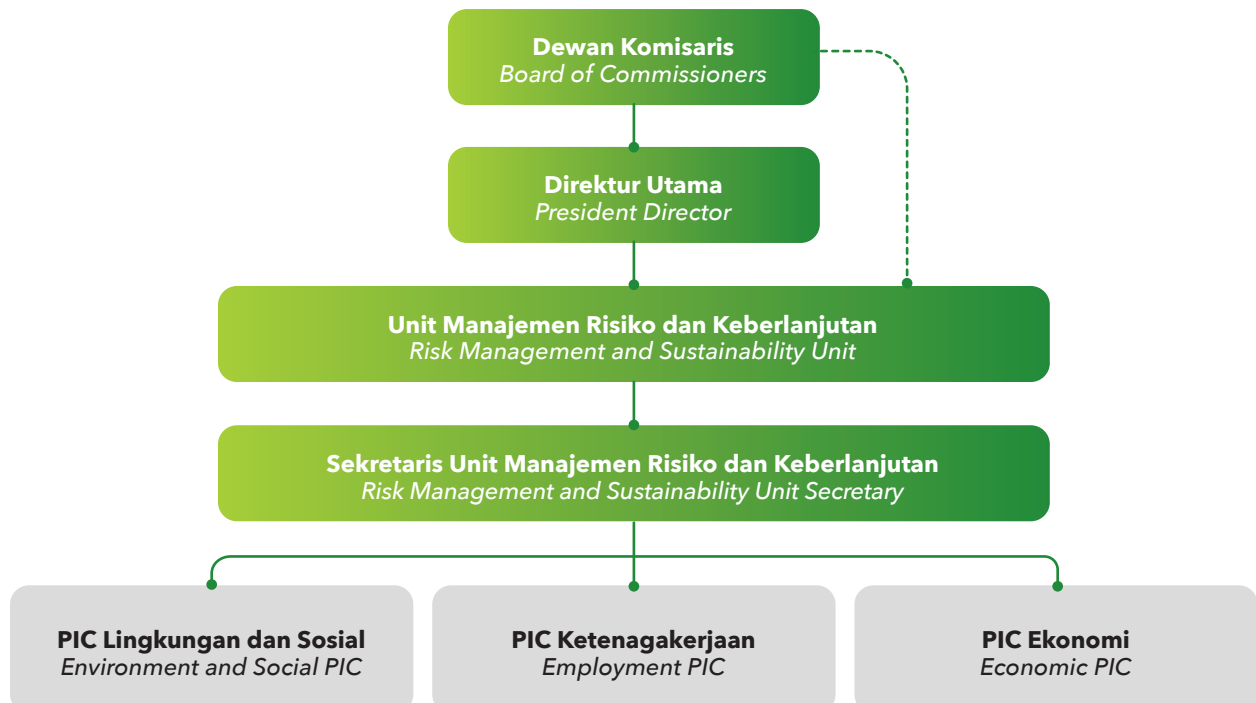 Dewan Komisaris
Board of Commissioners
Direktur Utama
President Director
Unit Manajemen Risiko dan Keberlanjutan
Risk Management and Sustainability Unit
Sekretaris Unit Manajemen Risiko dan Keberlanjutan
Risk Management and Sustainability Unit Secretary
PIC Lingkungan dan Sosial
Environment and Social PIC
PIC Ketenagakerjaan
Employment PIC
PIC Ekonomi
Economic PIC